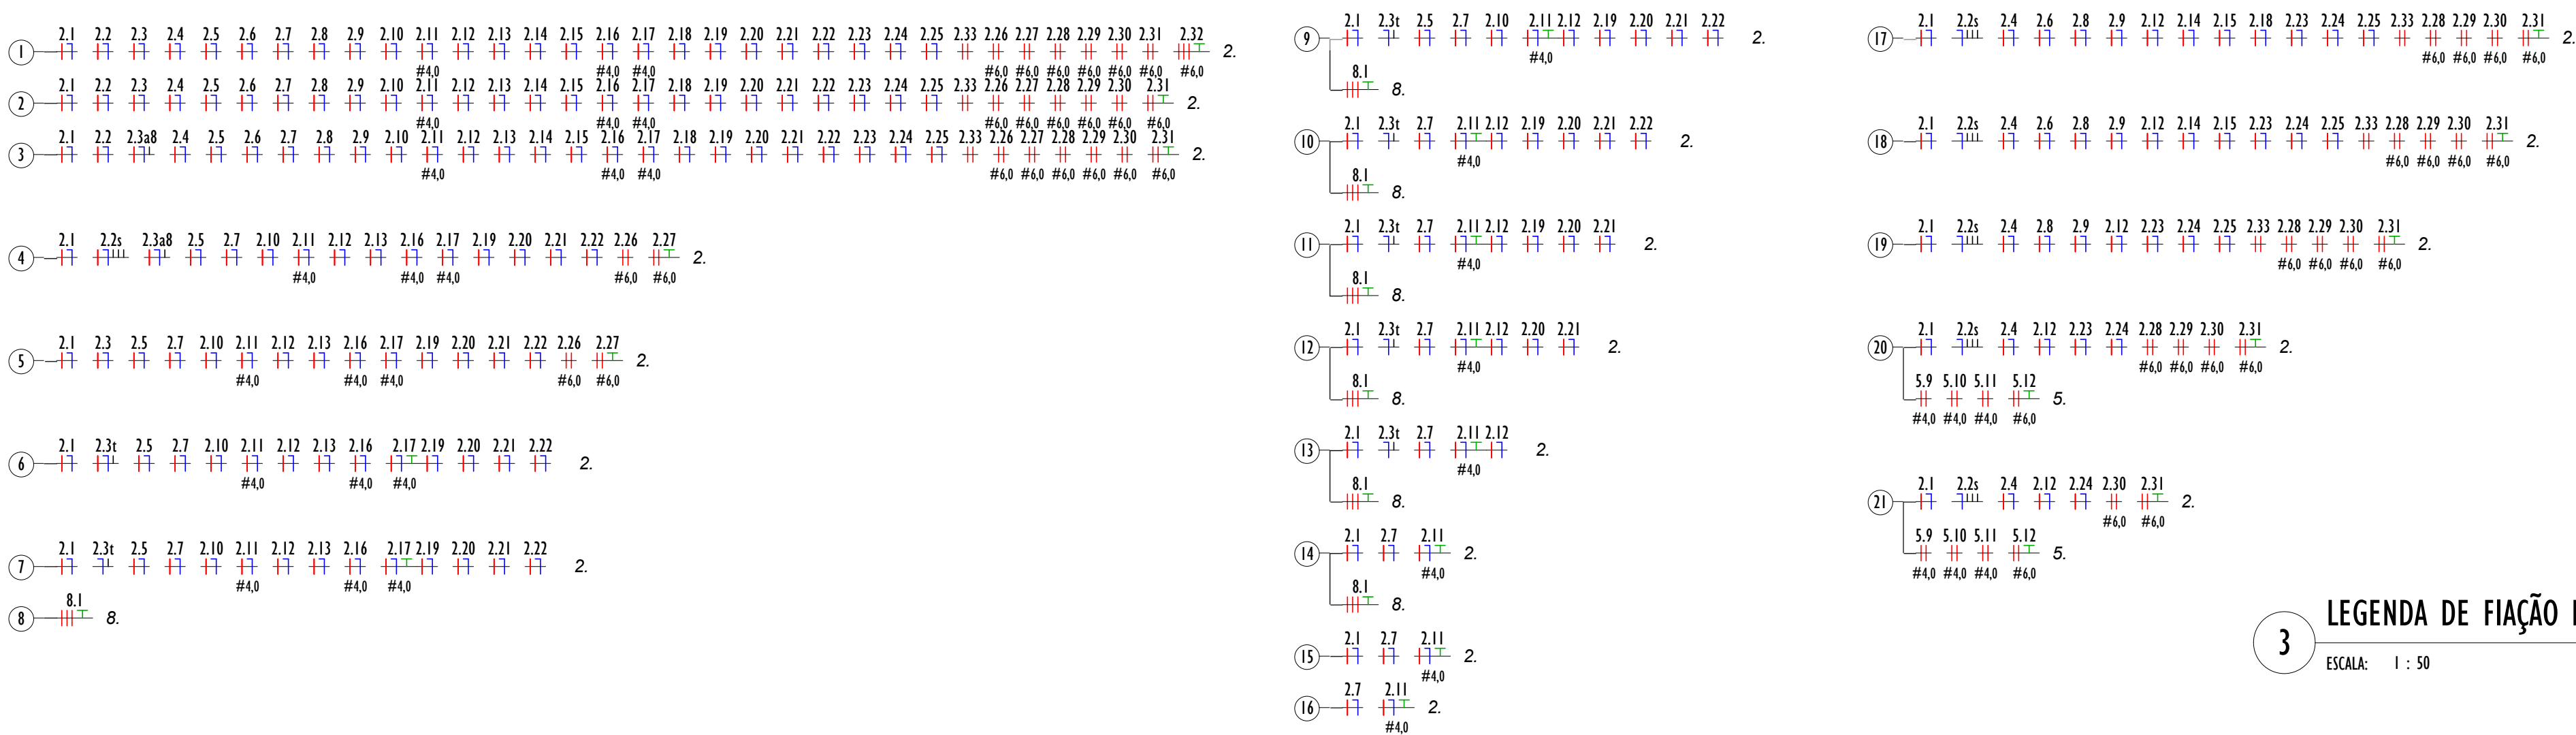 1 2.1 2.2 2.3 2.4 2.5 2.6 2.7 2.8 2.9 2.10 2.11 2.12 2.13 2.14 2.15 2.16 2.17 2.18 2.19 2.20 2.21 2.22 2.23 2.24 2.25 2.33 2.26 2.27 2.28 2.29 2.30 2.31 2.32 2.
#4,0 #4,0 #4,0 #6,0 #6,0 #6,0 #6,0 #6,0 #6,0 #6,0
2 2.1 2.2 2.3 2.4 2.5 2.6 2.7 2.8 2.9 2.10 2.11 2.12 2.13 2.14 2.15 2.16 2.17 2.18 2.19 2.20 2.21 2.22 2.23 2.24 2.25 2.33 2.26 2.27 2.28 2.29 2.30 2.31 2.
#4,0 #4,0 #4,0 #6,0 #6,0 #6,0 #6,0 #6,0 #6,0
3 2.1 2.2 2.3a8 2.4 2.5 2.6 2.7 2.8 2.9 2.10 2.11 2.12 2.13 2.14 2.15 2.16 2.17 2.18 2.19 2.20 2.21 2.22 2.23 2.24 2.25 2.33 2.26 2.27 2.28 2.29 2.30 2.31 2.
#4,0 #4,0 #4,0 #6,0 #6,0 #6,0 #6,0 #6,0 #6,0
4 2.1 2.2s 2.3a8 2.5 2.7 2.10 2.11 2.12 2.13 2.16 2.17 2.19 2.20 2.21 2.22 2.26 2.27 2.
#4,0 #4,0 #4,0 #6,0 #6,0
5 2.1 2.3 2.5 2.7 2.10 2.11 2.12 2.13 2.16 2.17 2.19 2.20 2.21 2.22 2.26 2.27 2.
#4,0 #4,0 #4,0 #6,0 #6,0
6 2.1 2.3t 2.5 2.7 2.10 2.11 2.12 2.13 2.16 2.17 2.19 2.20 2.21 2.22 2.
#4,0 #4,0 #4,0
7 2.1 2.3t 2.5 2.7 2.10 2.11 2.12 2.13 2.16 2.17 2.19 2.20 2.21 2.22 2.
#4,0 #4,0 #4,0
8 8.1 8.
9 2.1 2.3t 2.5 2.7 2.10 2.11 2.12 2.19 2.20 2.21 2.22 2.
#4,0
8.1 8.
10 2.1 2.3t 2.7 2.11 2.12 2.19 2.20 2.21 2.22 2.
#4,0
8.1 8.
11 2.1 2.3t 2.7 2.11 2.12 2.19 2.20 2.21 2.
#4,0
8.1 8.
12 2.1 2.3t 2.7 2.11 2.12 2.20 2.21 2.
#4,0
8.1 8.
13 2.1 2.3t 2.7 2.11 2.12 2.
#4,0
8.1 8.
14 2.1 2.7 2.11 2.
#4,0
8.1 8.
15 2.1 2.7 2.11 2.
#4,0
16 2.7 2.11 2.
#4,0
17 2.1 2.2s 2.4 2.6 2.8 2.9 2.12 2.14 2.15 2.18 2.23 2.24 2.25 2.33 2.28 2.29 2.30 2.31 2.
#6,0 #6,0 #6,0 #6,0
18 2.1 2.2s 2.4 2.6 2.8 2.9 2.12 2.14 2.15 2.23 2.24 2.25 2.33 2.28 2.29 2.30 2.31 2.
#6,0 #6,0 #6,0 #6,0
19 2.1 2.2s 2.4 2.8 2.9 2.12 2.23 2.24 2.25 2.33 2.28 2.29 2.30 2.31 2.
#6,0 #6,0 #6,0 #6,0
20 2.1 2.2s 2.4 2.12 2.23 2.24 2.28 2.29 2.30 2.31 2.
#6,0 #6,0 #6,0 #6,0
5.9 5.10 5.11 5.12 5.
#4,0 #4,0 #4,0 #6,0
21 2.1 2.2s 2.4 2.12 2.24 2.30 2.31 2.
#6,0 #6,0
5.9 5.10 5.11 5.12 5.
#4,0 #4,0 #4,0 #6,0
3 LEGENDA DE FIAÇÃO
ESCALA: 1 : 50